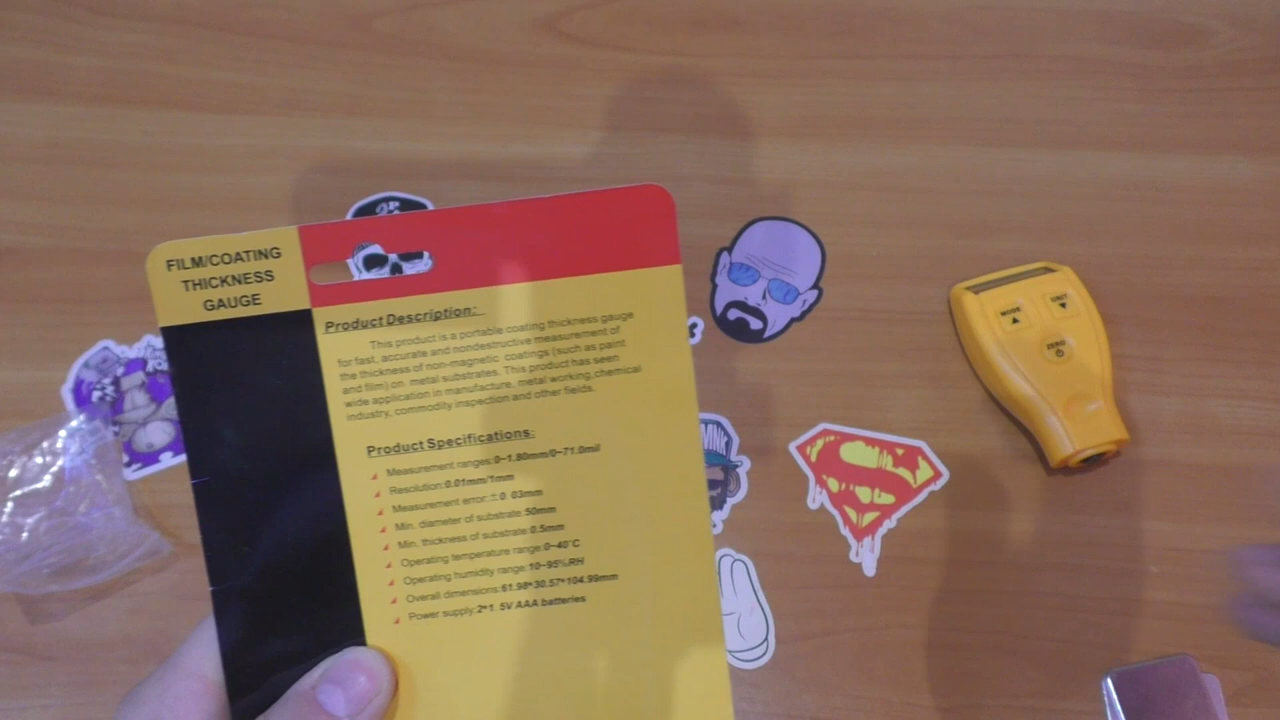 FILM/COATING
THICKNESS
GAUGE
Product Description:
This product is a portable coating thickness gauge
for fast, accurate and nondestructive measurement of
the thickness of non-magnetic coatings (such as paint
and film) on metal substrates. This product has seen
wide application in manufacture, metal working,chemical
industry, commodity inspection and other fields.
Product Specifications:
Measurement ranges:0~1.80mm/0~71.0mil
Resolution:0.01mm/1mm
Measurement error:±0.03mm
Min. diameter of substrate:50mm
Min. thickness of substrate:0.5mm
Operating temperature range:0~40°C
Operating humidity range:10~95%RH
Overall dimensions:61.98*30.57*104.99mm
Power supply:2*1.5V AAA batteries
MODE
UNIT
ZERO
MNK